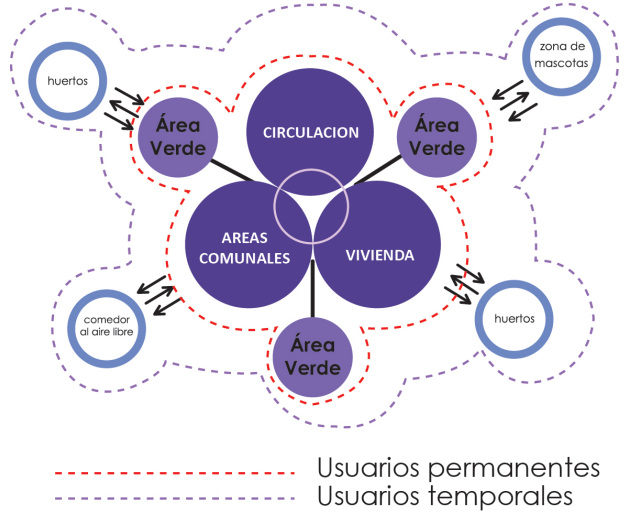 huertos
zona de
mascotas
Área
Verde
CIRCULACION
Área
Verde
AREAS
COMUNALES
VIVIENDA
comedor
al aire libre
huertos
Área
Verde
Usuarios permanentes
Usuarios temporales